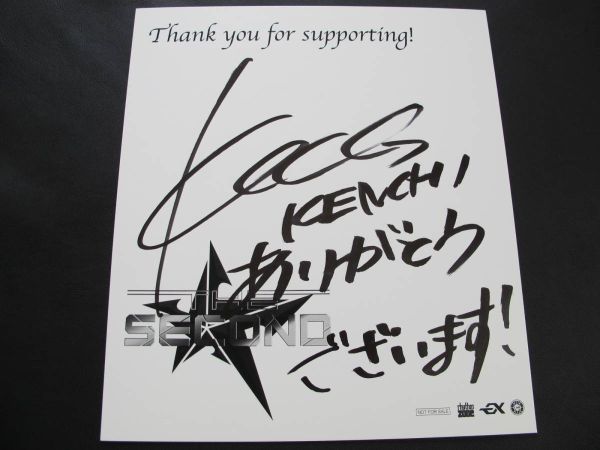 Thank you for supporting!
KENCHI
ありがとう
THE
SECOND
ございます!
NOT FOR SALE
EX